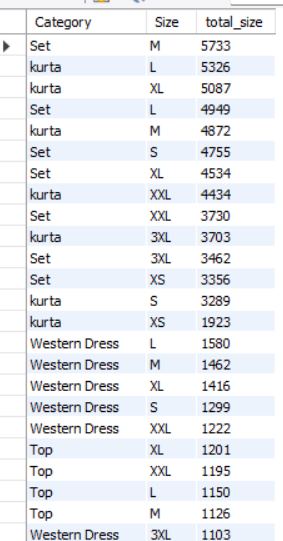 Category Size total_size
Set M 5733
kurta L 5326
kurta XL 5087
Set L 4949
kurta M 4872
Set S 4755
Set XL 4534
kurta XXL 4434
Set XXL 3730
kurta 3XL 3703
Set 3XL 3462
Set XS 3356
kurta S 3289
kurta XS 1923
Western Dress L 1580
Western Dress M 1462
Western Dress XL 1416
Western Dress S 1299
Western Dress XXL 1222
Top XL 1201
Top XXL 1195
Top L 1150
Top M 1126
Western Dress 3XL 1103